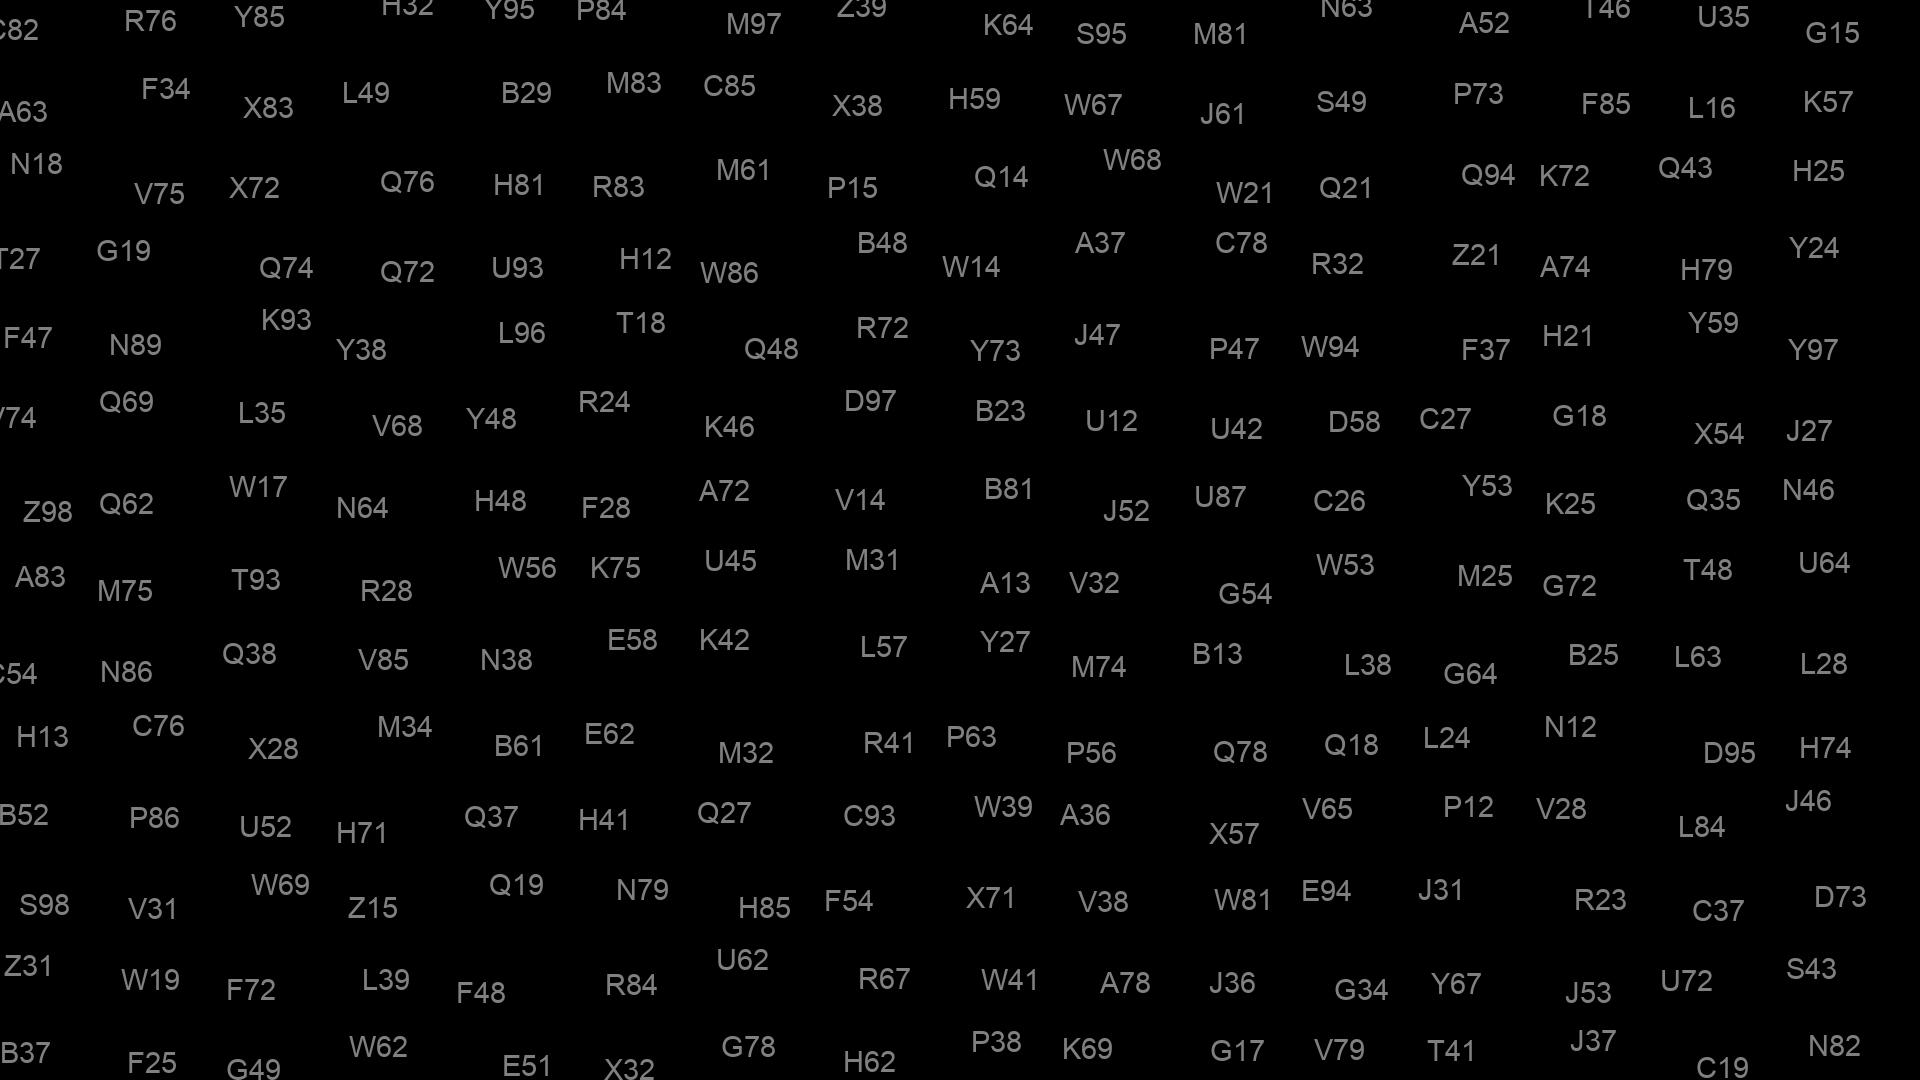 C82 R76 Y85 H32 Y95 P84 M97 Z39 K64 S95 M81 N63 A52 T46 U35 G15
A63 F34 X83 L49 B29 M83 C85 X38 H59 W67 J61 S49 P73 F85 L16 K57
N18 V75 X72 Q76 H81 R83 M61 P15 Q14 W68 W21 Q21 Q94 K72 Q43 H25
T27 G19 Q74 Q72 U93 H12 W86 B48 W14 A37 C78 R32 Z21 A74 H79 Y24
F47 N89 K93 Y38 L96 T18 Q48 R72 Y73 J47 P47 W94 F37 H21 Y59 Y97
V74 Q69 L35 V68 Y48 R24 K46 D97 B23 U12 U42 D58 C27 G18 X54 J27
Z98 Q62 W17 N64 H48 F28 A72 V14 B81 J52 U87 C26 Y53 K25 Q35 N46
A83 M75 T93 R28 W56 K75 U45 M31 A13 V32 G54 W53 M25 G72 T48 U64
C54 N86 Q38 V85 N38 E58 K42 L57 Y27 M74 B13 L38 G64 B25 L63 L28
H13 C76 X28 M34 B61 E62 M32 R41 P63 P56 Q78 Q18 L24 N12 D95 H74
B52 P86 U52 H71 Q37 H41 Q27 C93 W39 A36 X57 V65 P12 V28 L84 J46
S98 V31 W69 Z15 Q19 N79 H85 F54 X71 V38 W81 E94 J31 R23 C37 D73
Z31 W19 F72 L39 F48 R84 U62 R67 W41 A78 J36 G34 Y67 J53 U72 S43
B37 F25 G49 W62 E51 X32 G78 H62 P38 K69 G17 V79 T41 J37 C19 N82